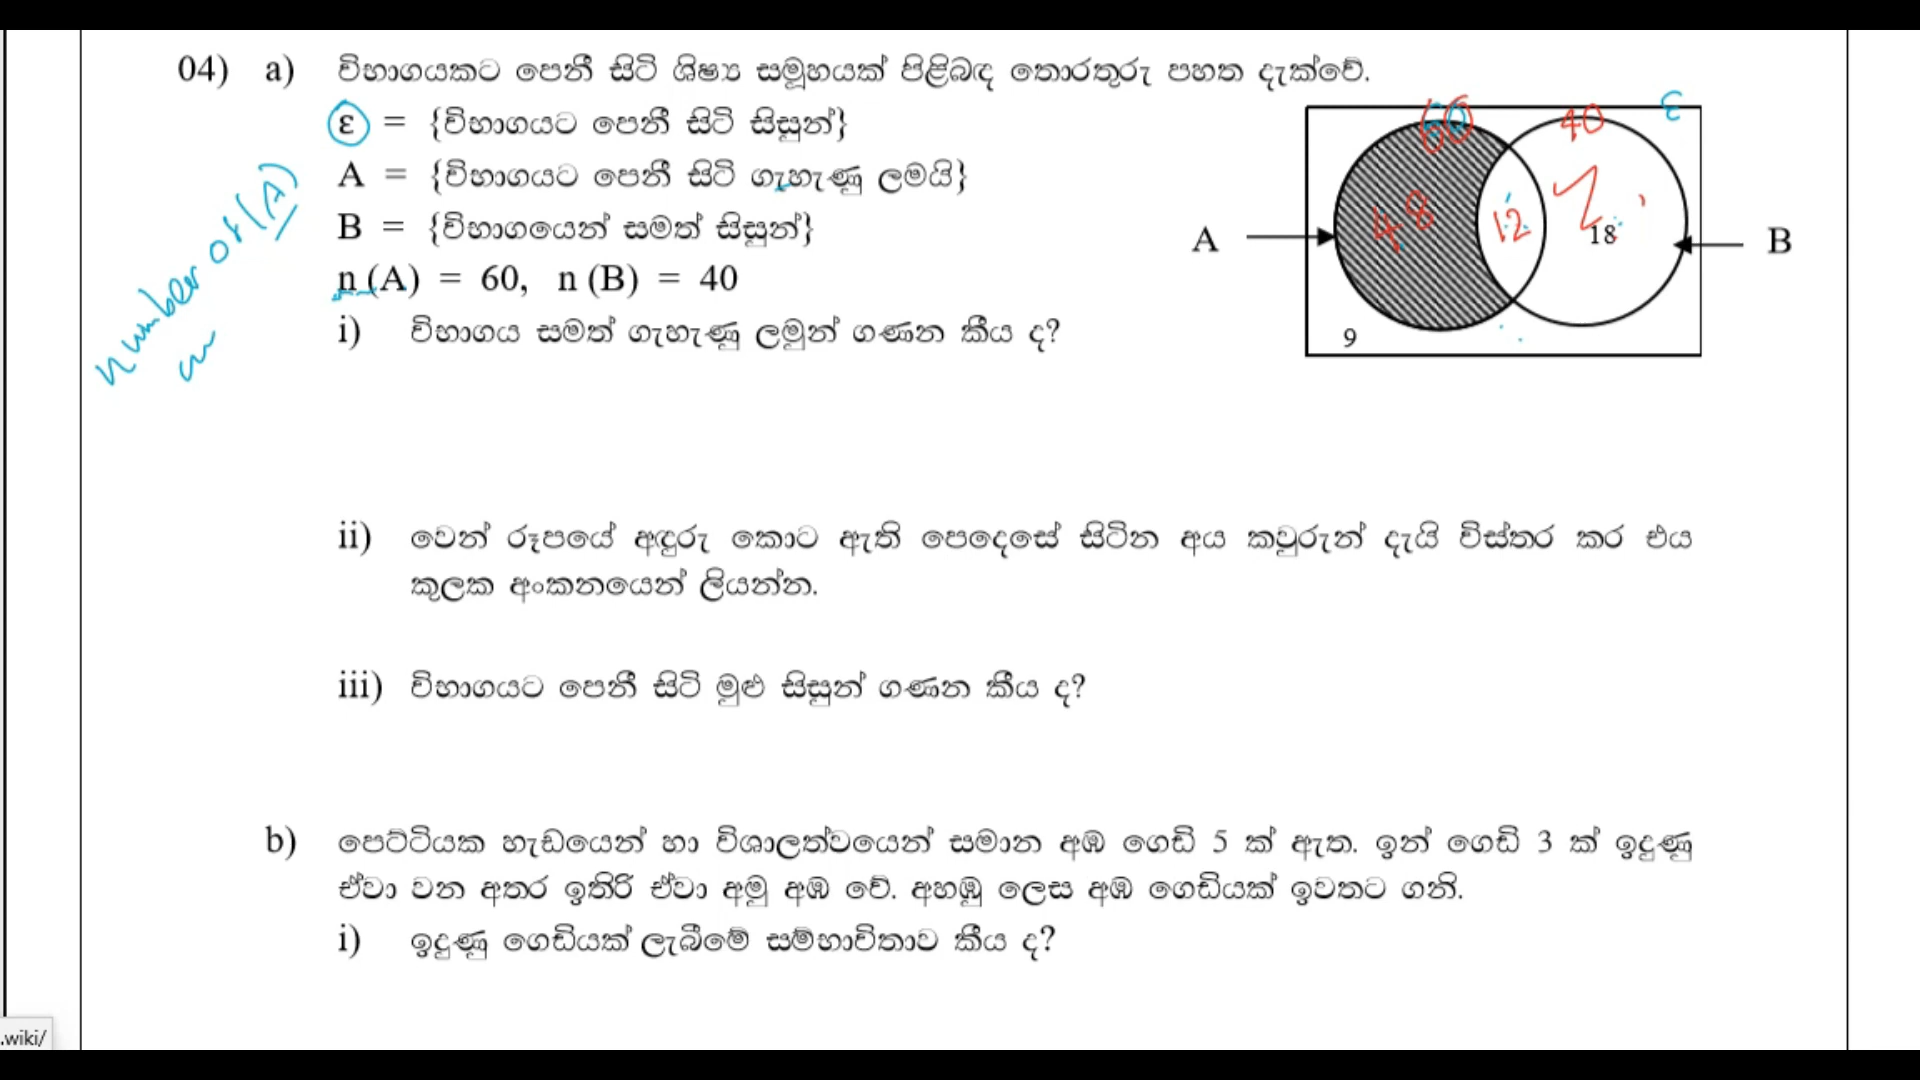 04) a) විභාගයකට පෙනී සිටි ශිෂ්‍ය සමූහයක් පිළිබඳ තොරතුරු පහත දැක්වේ.
ε = {විභාගයට පෙනී සිටි සිසුන්}
A = {විභාගයට පෙනී සිටි ගැහැණු ලමයි}
B = {විභාගයෙන් සමත් සිසුන්}
n (A) = 60, n (B) = 40
number of (A)
60 40 ε
48 12 18
A B
9
i) විභාගය සමත් ගැහැණු ලමුන් ගණන කීය ද?
ii) වෙන් රූපයේ අඳුරු කොට ඇති පෙදෙසේ සිටින අය කවුරුන් දැයි විස්තර කර එය
කුලක අංකනයෙන් ලියන්න.
iii) විභාගයට පෙනී සිටි මුළු සිසුන් ගණන කීය ද?
b) පෙට්ටියක හැඩයෙන් හා විශාලත්වයෙන් සමාන අඹ ගෙඩි 5 ක් ඇත. ඉන් ගෙඩි 3 ක් ඉදුණු
ඒවා වන අතර ඉතිරි ඒවා අමු අඹ වේ. අහඹු ලෙස අඹ ගෙඩියක් ඉවතට ගනි.
i) ඉදුණු ගෙඩියක් ලැබීමේ සම්භාවිතාව කීය ද?
.wiki/